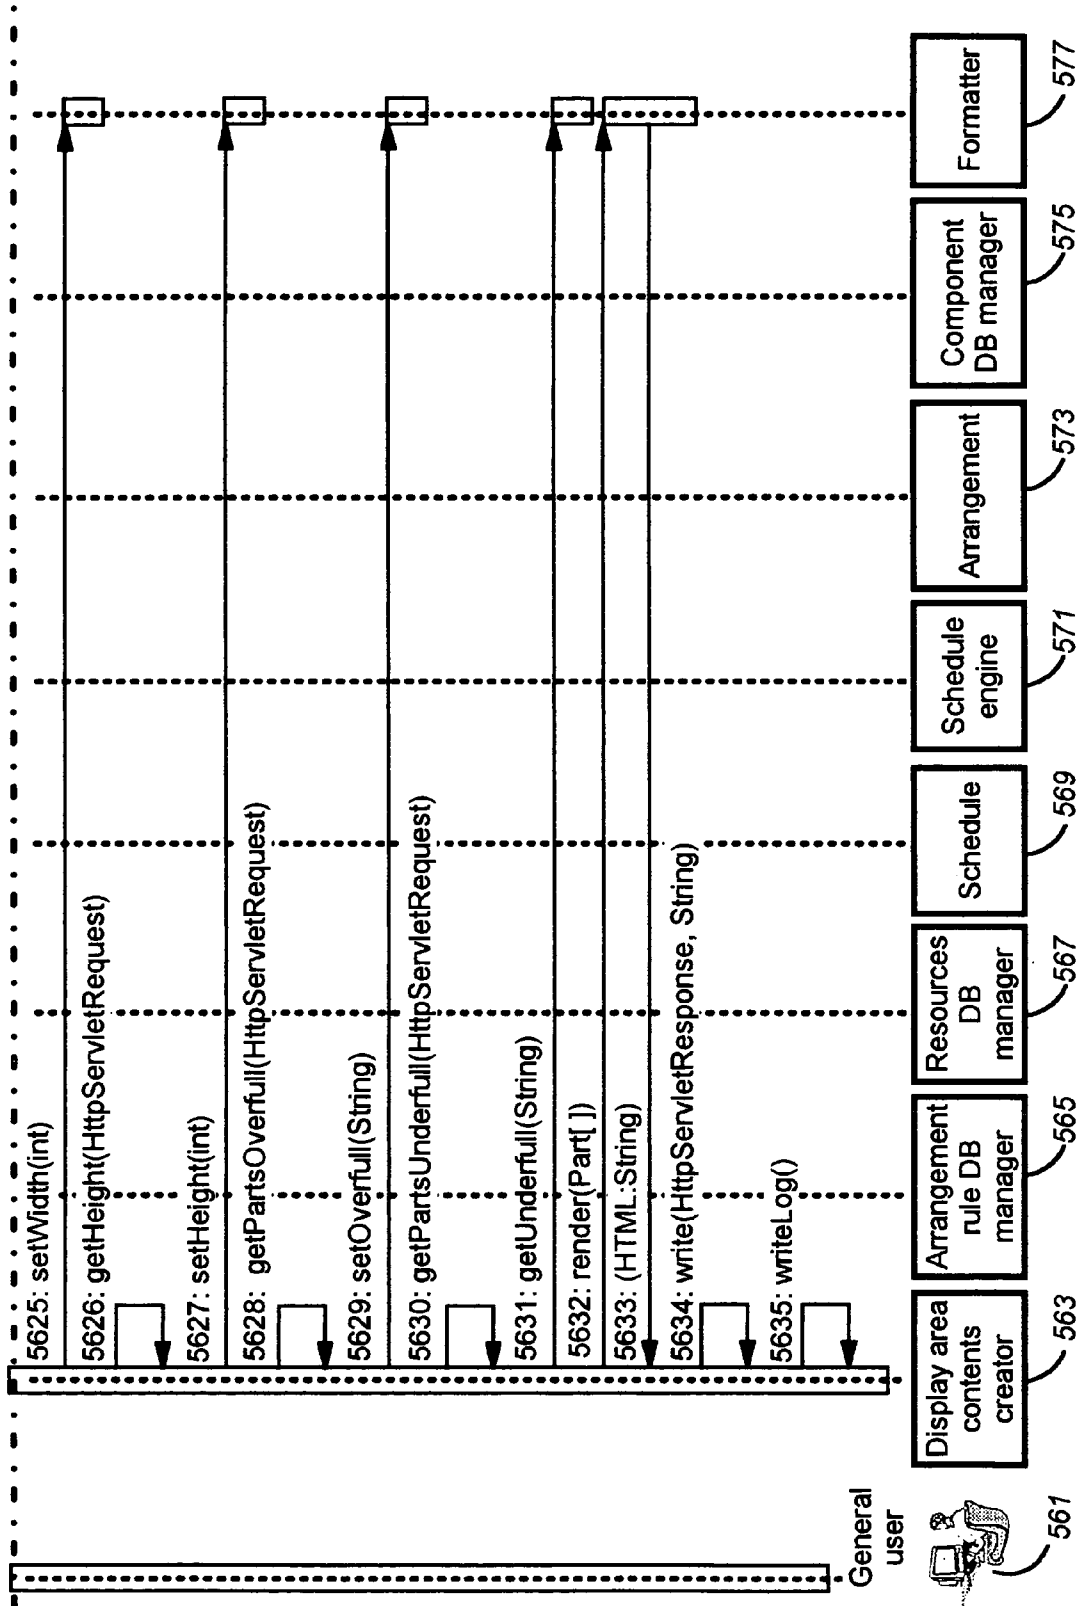 5625: setWidth(int)
5626: getHeight(HttpServletRequest)
5627: setHeight(int)
5628: getPartsOverfull(HttpServletRequest)
5629: setOverfull(String)
5630: getPartsUnderfull(HttpServletRequest)
5631: getUnderfull(String)
5632: render(Part[ ])
5633: (HTML:String)
5634: write(HttpServletResponse, String)
5635: writeLog()
General
user
561
Display area
contents
creator
563
Arrangement
rule DB
manager
565
Resources
DB
manager
567
Schedule
569
Schedule
engine
571
Arrangement
573
Component
DB manager
575
Formatter
577